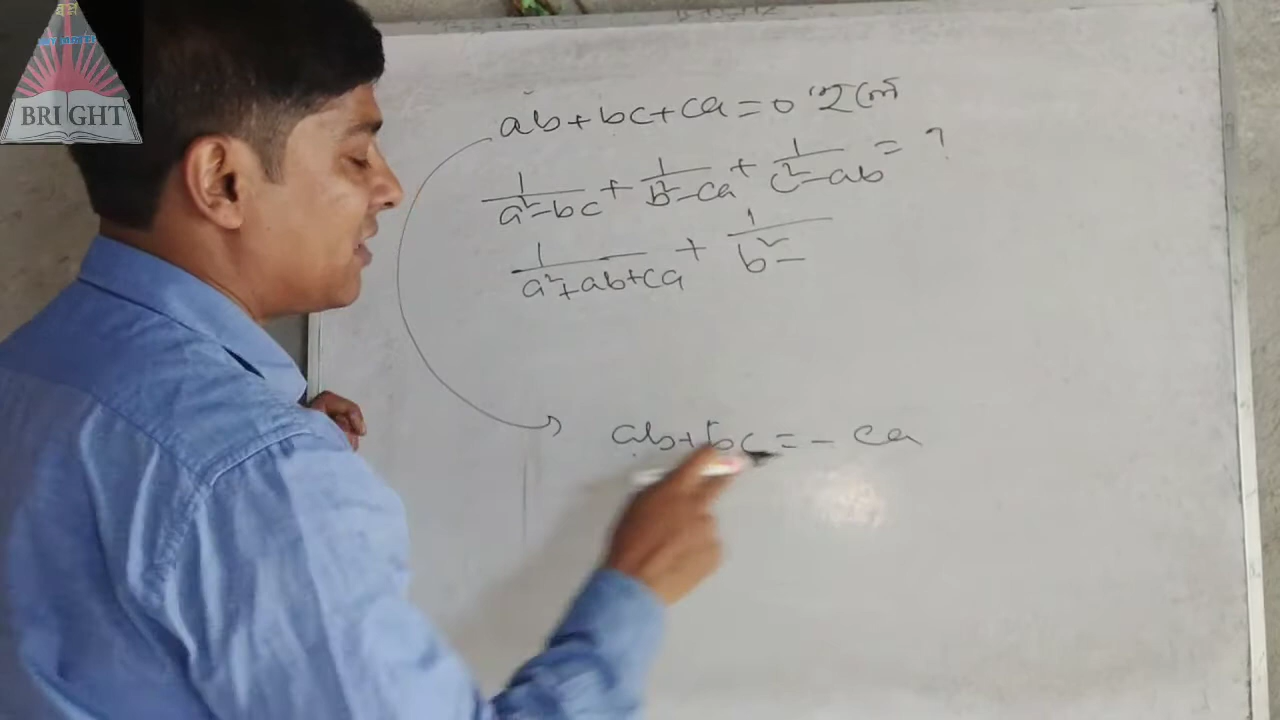 BRIGHT
ab+bc+ca=0 হলে
1/(a²-bc) + 1/(b²-ca) + 1/(c²-ab) = ?
1/(a²+ab+ca) + 1/(b²-
ab+bc=-ca